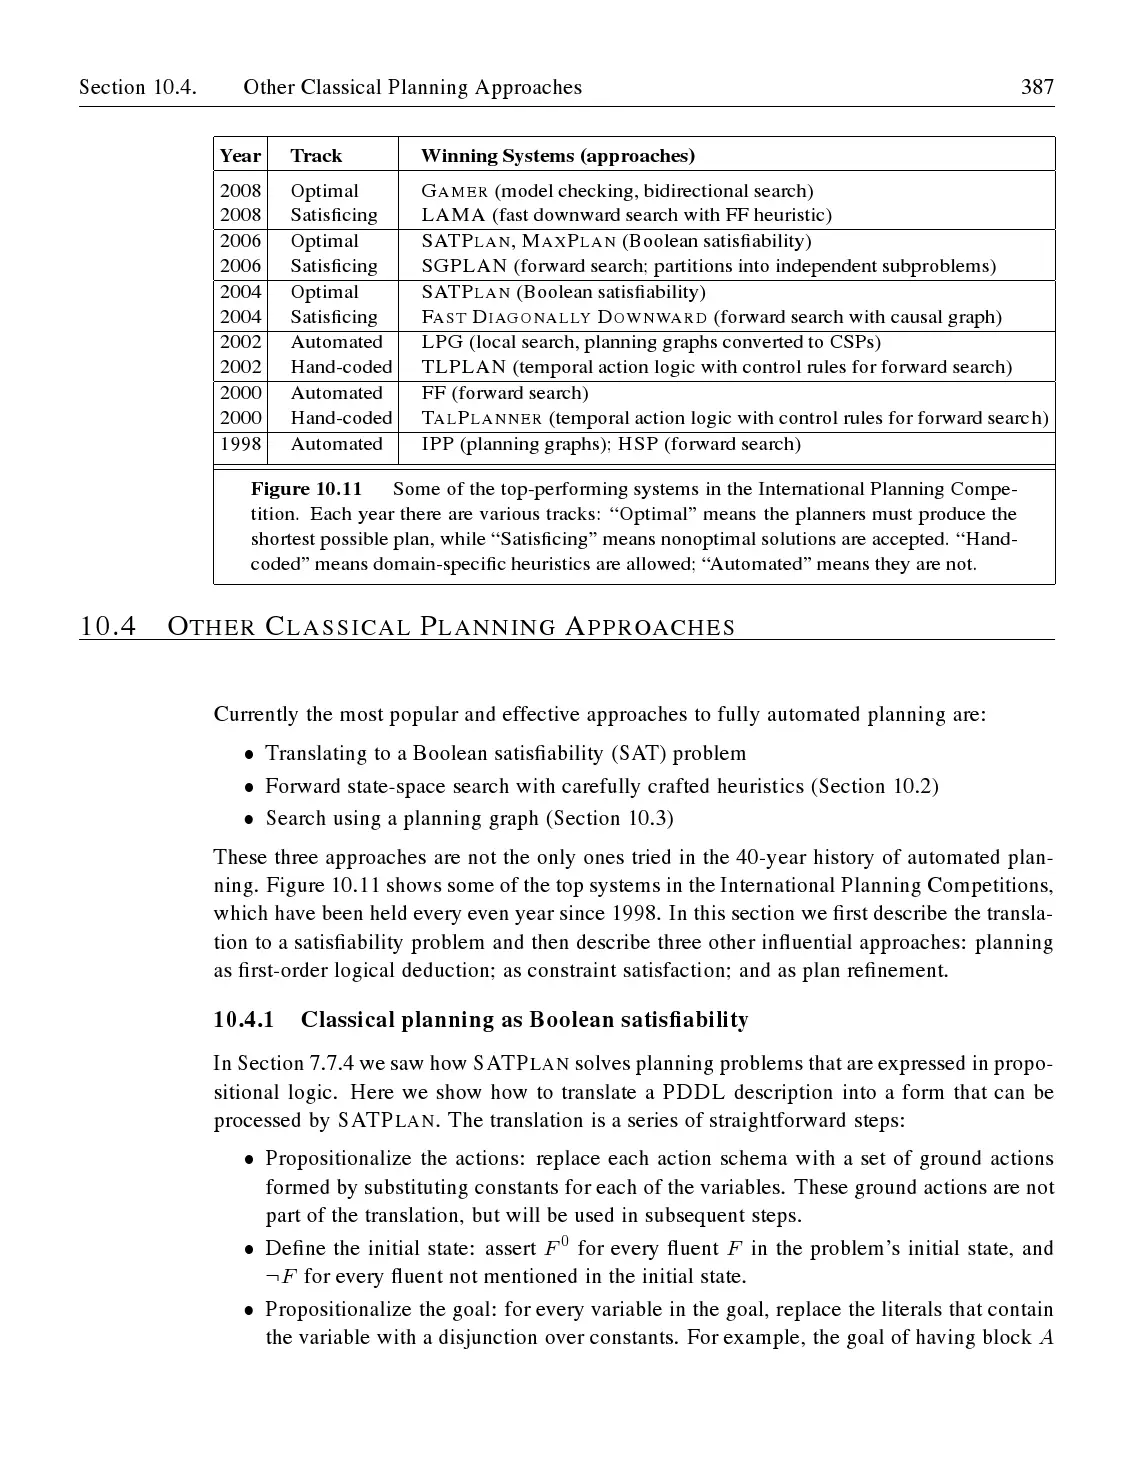 Section 10.4. Other Classical Planning Approaches 387
Year Track Winning Systems (approaches)
2008 Optimal GAMER (model checking, bidirectional search)
2008 Satisficing LAMA (fast downward search with FF heuristic)
2006 Optimal SATPLAN, MAXPLAN (Boolean satisfiability)
2006 Satisficing SGPLAN (forward search; partitions into independent subproblems)
2004 Optimal SATPLAN (Boolean satisfiability)
2004 Satisficing FAST DIAGONALLY DOWNWARD (forward search with causal graph)
2002 Automated LPG (local search, planning graphs converted to CSPs)
2002 Hand-coded TLPLAN (temporal action logic with control rules for forward search)
2000 Automated FF (forward search)
2000 Hand-coded TALPLANNER (temporal action logic with control rules for forward search)
1998 Automated IPP (planning graphs); HSP (forward search)
Figure 10.11 Some of the top-performing systems in the International Planning Compe-
tition. Each year there are various tracks: “Optimal” means the planners must produce the
shortest possible plan, while “Satisficing” means nonoptimal solutions are accepted. “Hand-
coded” means domain-specific heuristics are allowed; “Automated” means they are not.
10.4 OTHER CLASSICAL PLANNING APPROACHES
Currently the most popular and effective approaches to fully automated planning are:
• Translating to a Boolean satisfiability (SAT) problem
• Forward state-space search with carefully crafted heuristics (Section 10.2)
• Search using a planning graph (Section 10.3)
These three approaches are not the only ones tried in the 40-year history of automated plan-
ning. Figure 10.11 shows some of the top systems in the International Planning Competitions,
which have been held every even year since 1998. In this section we first describe the transla-
tion to a satisfiability problem and then describe three other influential approaches: planning
as first-order logical deduction; as constraint satisfaction; and as plan refinement.
10.4.1 Classical planning as Boolean satisfiability
In Section 7.7.4 we saw how SATPLAN solves planning problems that are expressed in propo-
sitional logic. Here we show how to translate a PDDL description into a form that can be
processed by SATPLAN. The translation is a series of straightforward steps:
• Propositionalize the actions: replace each action schema with a set of ground actions
formed by substituting constants for each of the variables. These ground actions are not
part of the translation, but will be used in subsequent steps.
• Define the initial state: assert F⁰ for every fluent F in the problem’s initial state, and
¬F for every fluent not mentioned in the initial state.
• Propositionalize the goal: for every variable in the goal, replace the literals that contain
the variable with a disjunction over constants. For example, the goal of having block A